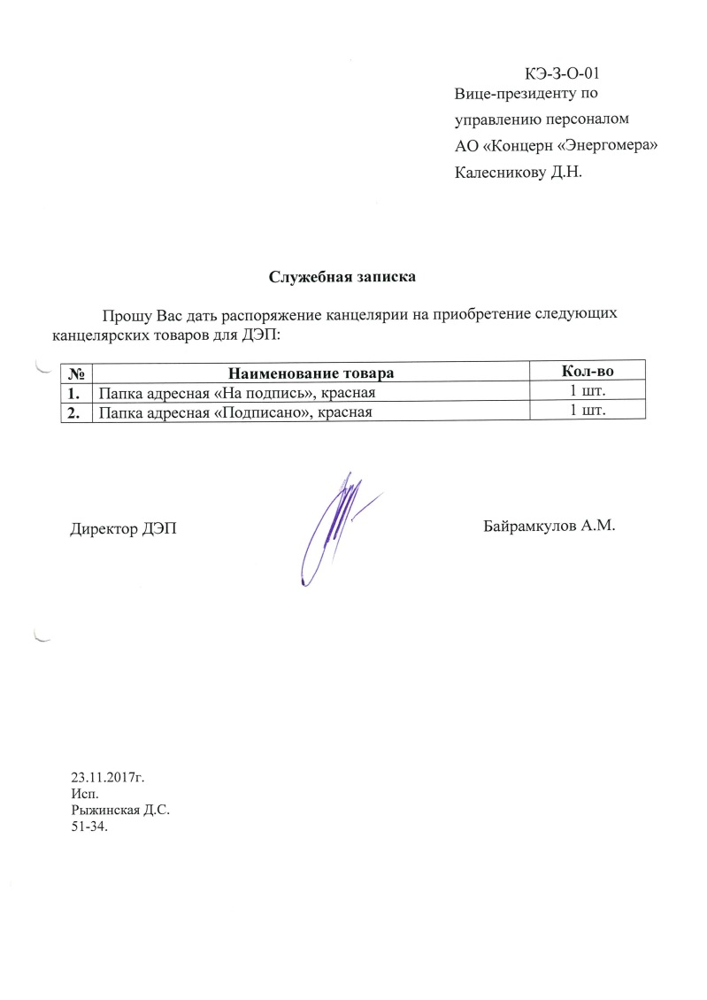 КЭ-З-О-01
Вице-президенту по
управлению персоналом
АО «Концерн «Энергомера»
Калесникову Д.Н.
Служебная записка
Прошу Вас дать распоряжение канцелярии на приобретение следующих
канцелярских товаров для ДЭП:
№ Наименование товара Кол-во
1. Папка адресная «На подпись», красная 1 шт.
2. Папка адресная «Подписано», красная 1 шт.
Директор ДЭП Байрамкулов А.М.
23.11.2017г.
Исп.
Рыжинская Д.С.
51-34.